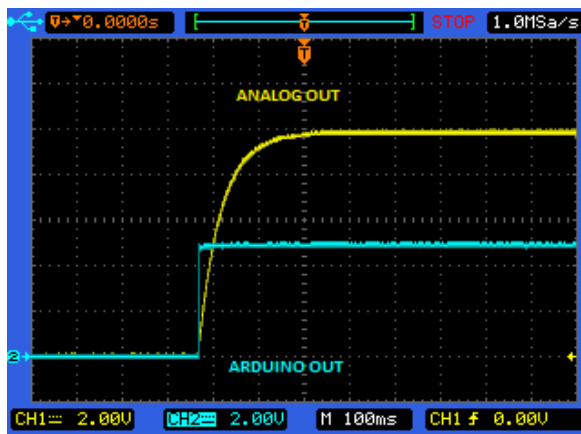 T→▼0.0000s [ T ] STOP 1.0MSa/s
T
ANALOG OUT
2
ARDUINO OUT
CH1 2.00V CH2 2.00V M 100ms CH1 0.00V